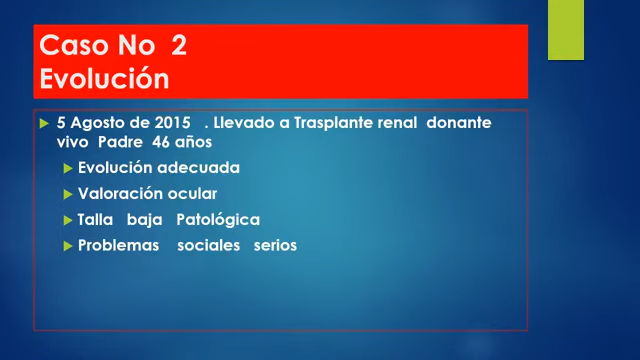 Caso No 2
Evolución
5 Agosto de 2015 . Llevado a Trasplante renal donante
vivo Padre 46 años
Evolución adecuada
Valoración ocular
Talla baja Patológica
Problemas sociales serios